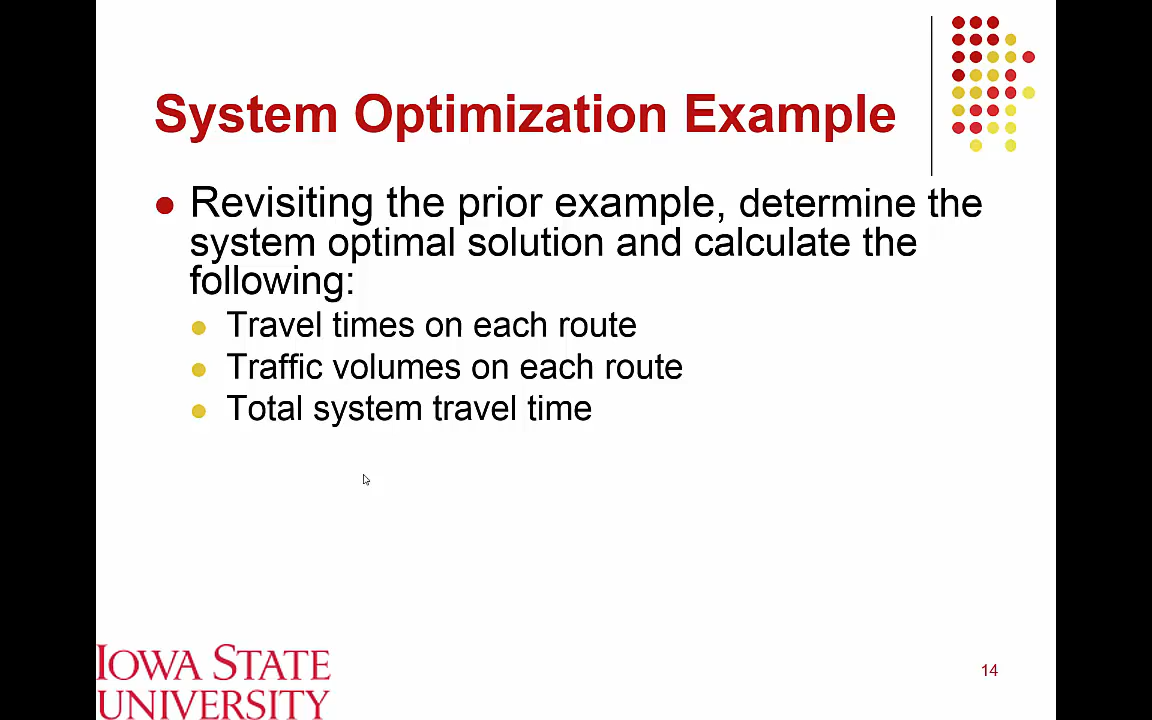 System Optimization Example
Revisiting the prior example, determine the
system optimal solution and calculate the
following:
Travel times on each route
Traffic volumes on each route
Total system travel time
IOWA STATE
UNIVERSITY
14